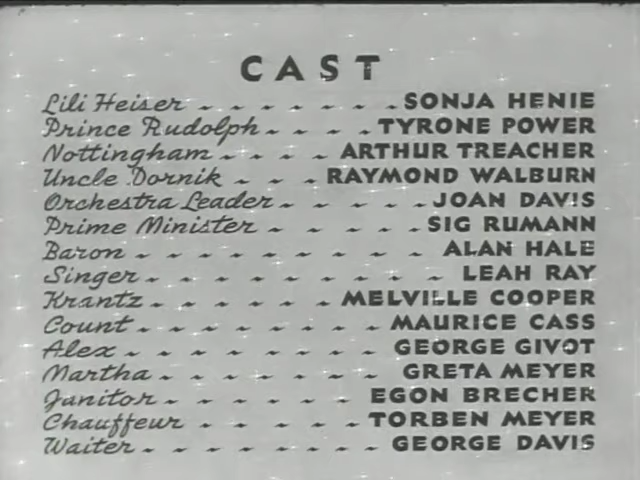 CAST
Lili Heiser ~ ~ ~ ~ ~ ~ ~ SONJA HENIE
Prince Rudolph ~ ~ ~ ~ TYRONE POWER
Nottingham ~ ~ ~ ~ ARTHUR TREACHER
Uncle Dornik ~ ~ ~ RAYMOND WALBURN
Orchestra Leader ~ ~ ~ ~ ~ JOAN DAVIS
Prime Minister ~ ~ ~ ~ ~ SIG RUMANN
Baron ~ ~ ~ ~ ~ ~ ~ ~ ~ ALAN HALE
Singer ~ ~ ~ ~ ~ ~ ~ ~ ~ LEAH RAY
Krantz ~ ~ ~ ~ ~ ~ MELVILLE COOPER
Count ~ ~ ~ ~ ~ ~ ~ MAURICE CASS
Alex ~ ~ ~ ~ ~ ~ ~ ~ GEORGE GIVOT
Martha ~ ~ ~ ~ ~ ~ ~ GRETA MEYER
Janitor ~ ~ ~ ~ ~ ~ EGON BRECHER
Chauffeur ~ ~ ~ ~ ~ TORBEN MEYER
Waiter ~ ~ ~ ~ ~ ~ ~ GEORGE DAVIS